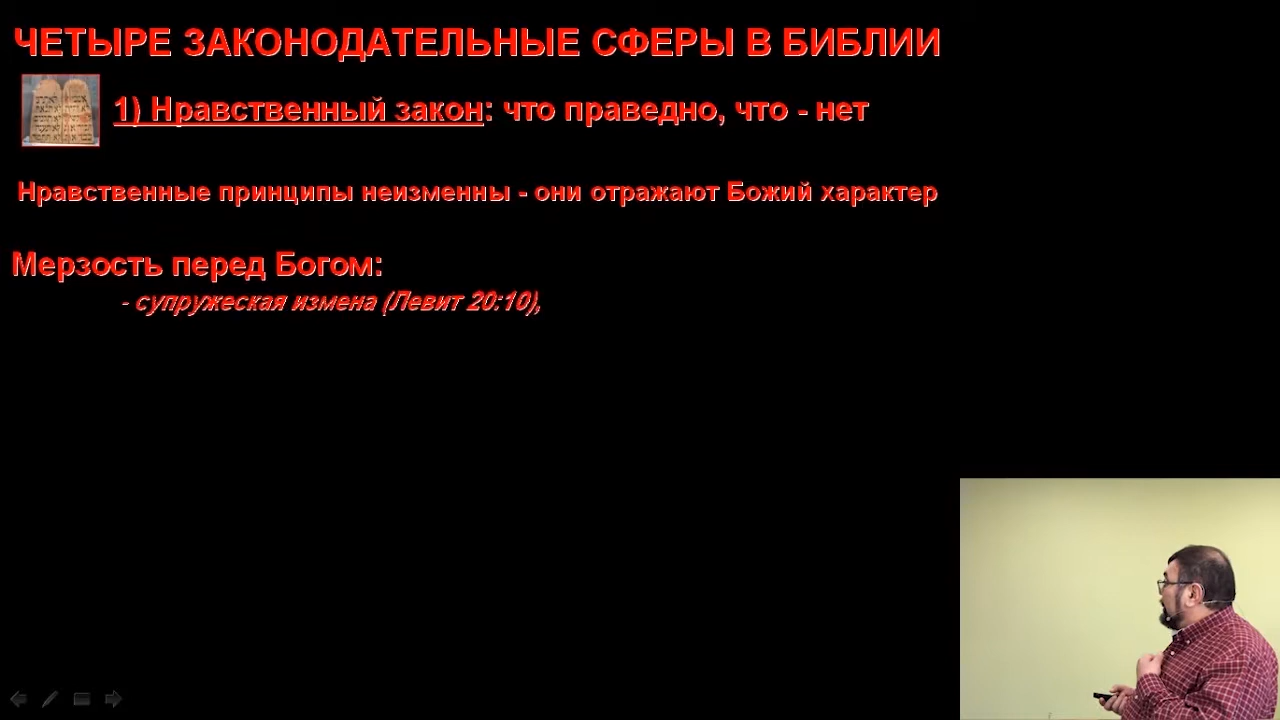 ЧЕТЫРЕ ЗАКОНОДАТЕЛЬНЫЕ СФЕРЫ В БИБЛИИ
1) Нравственный закон: что праведно, что - нет
Нравственные принципы неизменны - они отражают Божий характер
Мерзость перед Богом:
- супружеская измена (Левит 20:10),